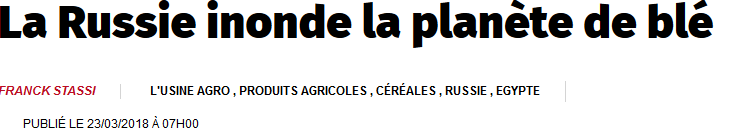 La Russie inonde la planète de blé
FRANCK STASSI L'USINE AGRO , PRODUITS AGRICOLES , CÉRÉALES , RUSSIE , EGYPTE
PUBLIÉ LE 23/03/2018 À 07H00